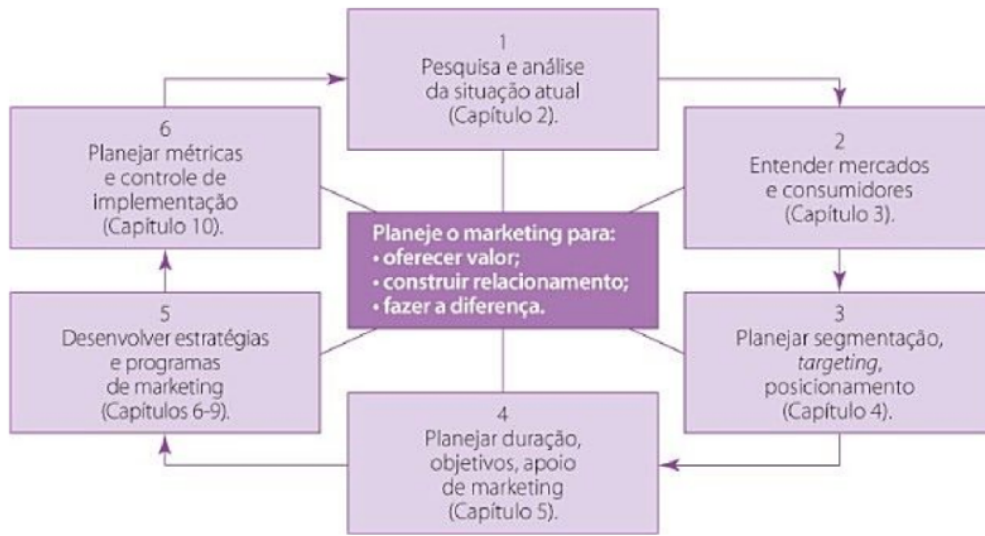 1
Pesquisa e análise
da situação atual
(Capítulo 2).
2
Entender mercados
e consumidores
(Capítulo 3).
3
Planejar segmentação,
targeting,
posicionamento
(Capítulo 4).
4
Planejar duração,
objetivos, apoio
de marketing
(Capítulo 5).
5
Desenvolver estratégias
e programas
de marketing
(Capítulos 6-9).
6
Planejar métricas
e controle de
implementação
(Capítulo 10).
Planeje o marketing para:
• oferecer valor;
• construir relacionamento;
• fazer a diferença.